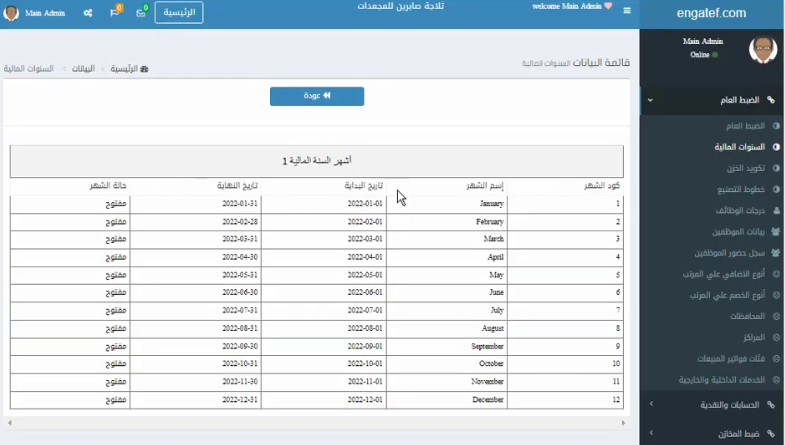 engatef.com
welcome Main Admin
ثلاجة صابرين للمجمدات
الرئيسية
0
0
Main Admin
Main Admin
Online
الضبط العام
الضبط العام
السنوات المالية
تكويد الخزن
خطوط التصنيع
درجات الوظائف
بيانات الموظفين
سجل حضور الموظفين
أنوع الاضافي علي المرتب
أنوع الخصم علي المرتب
المحافظات
المراكز
فئات فواتير المبيعات
الخدمات الداخلية والخارجية
الحسابات والنقدية
ضبط المخازن
قائمة البيانات السنوات المالية
الرئيسية > البيانات > السنوات المالية
عودة
أشهر السنة المالية 1
كود الشهر إسم الشهر تاريخ البداية تاريخ النهاية حالة الشهر
1 January 2022-01-01 2022-01-31 مفتوح
2 February 2022-02-01 2022-02-28 مفتوح
3 March 2022-03-01 2022-03-31 مفتوح
4 April 2022-04-01 2022-04-30 مفتوح
5 May 2022-05-01 2022-05-31 مفتوح
6 June 2022-06-01 2022-06-30 مفتوح
7 July 2022-07-01 2022-07-31 مفتوح
8 August 2022-08-01 2022-08-31 مفتوح
9 September 2022-09-01 2022-09-30 مفتوح
10 October 2022-10-01 2022-10-31 مفتوح
11 November 2022-11-01 2022-11-30 مفتوح
12 December 2022-12-01 2022-12-31 مفتوح